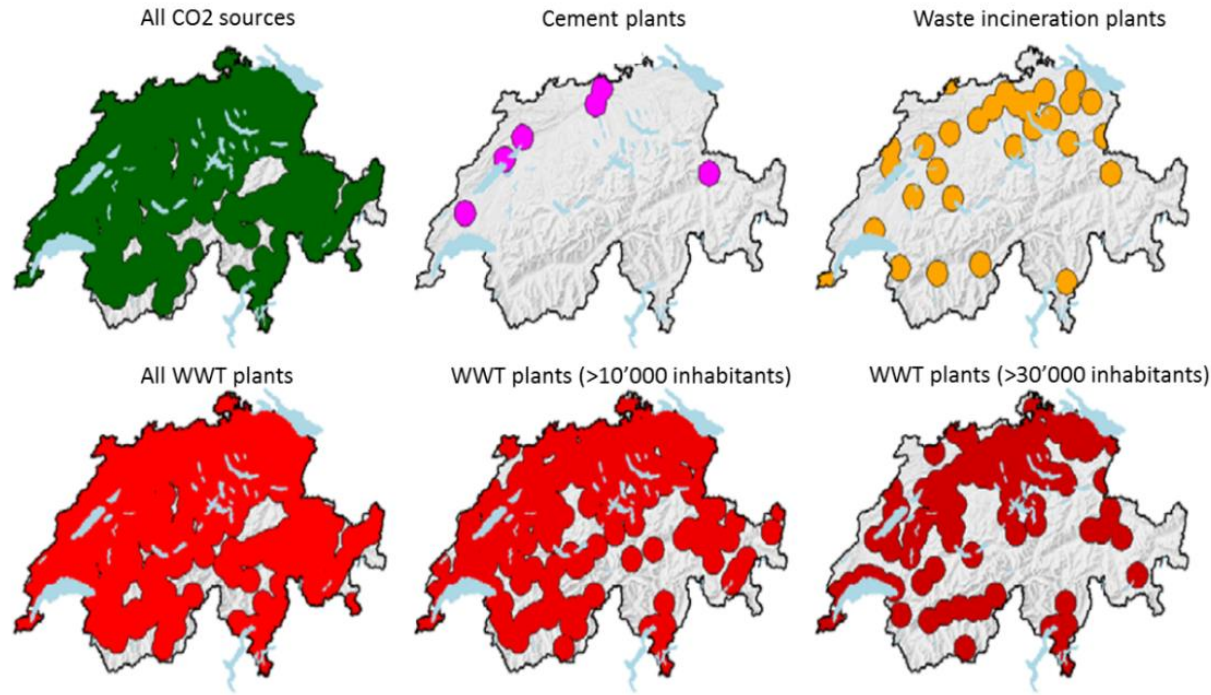 All CO2 sources
Cement plants
Waste incineration plants
All WWT plants
WWT plants (>10’000 inhabitants)
WWT plants (>30’000 inhabitants)